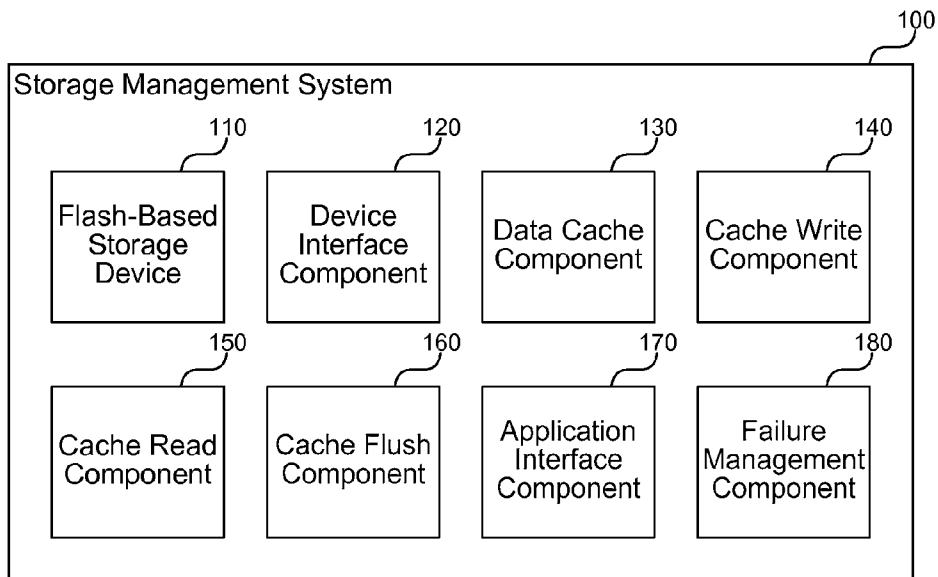 100
Storage Management System
110
120
130
140
Flash-Based
Storage
Device
Device
Interface
Component
Data Cache
Component
Cache Write
Component
150
160
170
180
Cache Read
Component
Cache Flush
Component
Application
Interface
Component
Failure
Management
Component